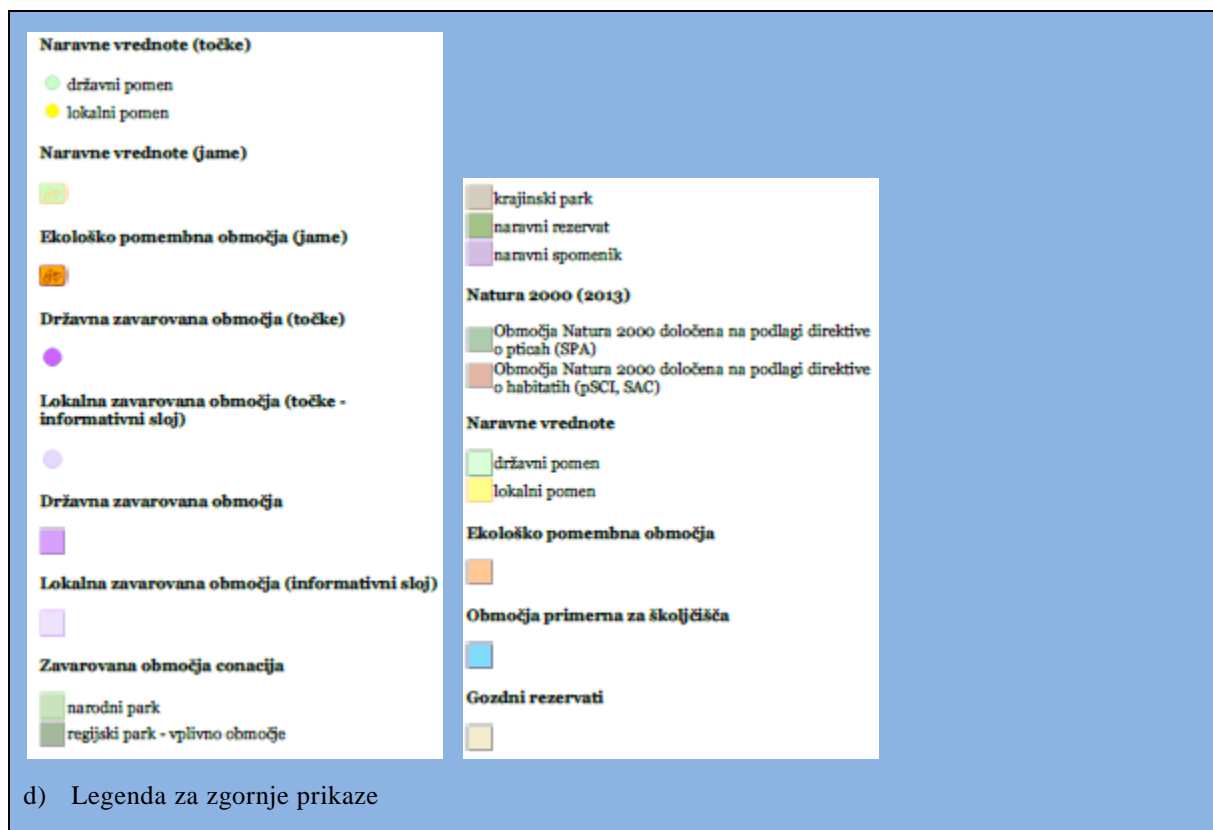 Naravne vrednote (točke)
državni pomen
lokalni pomen
Naravne vrednote (jame)
Ekološko pomembna območja (jame)
Državna zavarovana območja (točke)
Lokalna zavarovana območja (točke -
informativni sloj)
Državna zavarovana območja
Lokalna zavarovana območja (informativni sloj)
Zavarovana območja conacija
narodni park
regijski park - vplivno območje
krajinski park
naravni rezervat
naravni spomenik
Natura 2000 (2013)
Območja Natura 2000 določena na podlagi direktive
o pticah (SPA)
Območja Natura 2000 določena na podlagi direktive
o habitatih (pSCI, SAC)
Naravne vrednote
državni pomen
lokalni pomen
Ekološko pomembna območja
Območja primerna za školjčišča
Gozdni rezervati
d) Legenda za zgornje prikaze